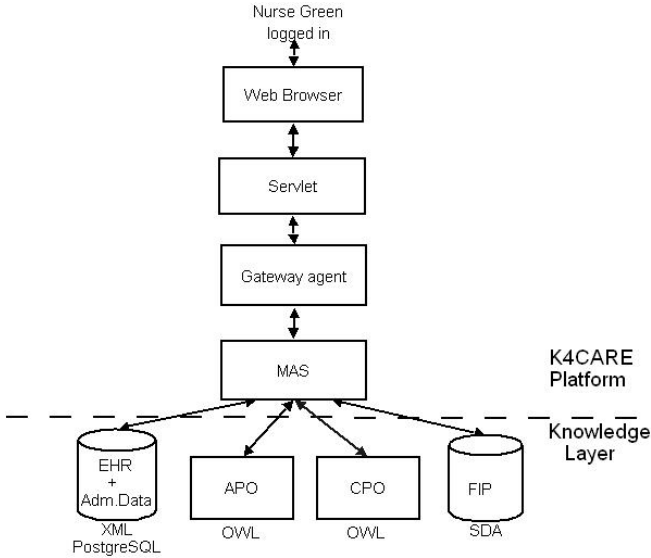 Nurse Green
logged in
Web Browser
Servlet
Gateway agent
MAS
K4CARE
Platform
Knowledge
Layer
EHR
+
Adm.Data
XML
PostgreSQL
APO
OWL
CPO
OWL
FIP
SDA